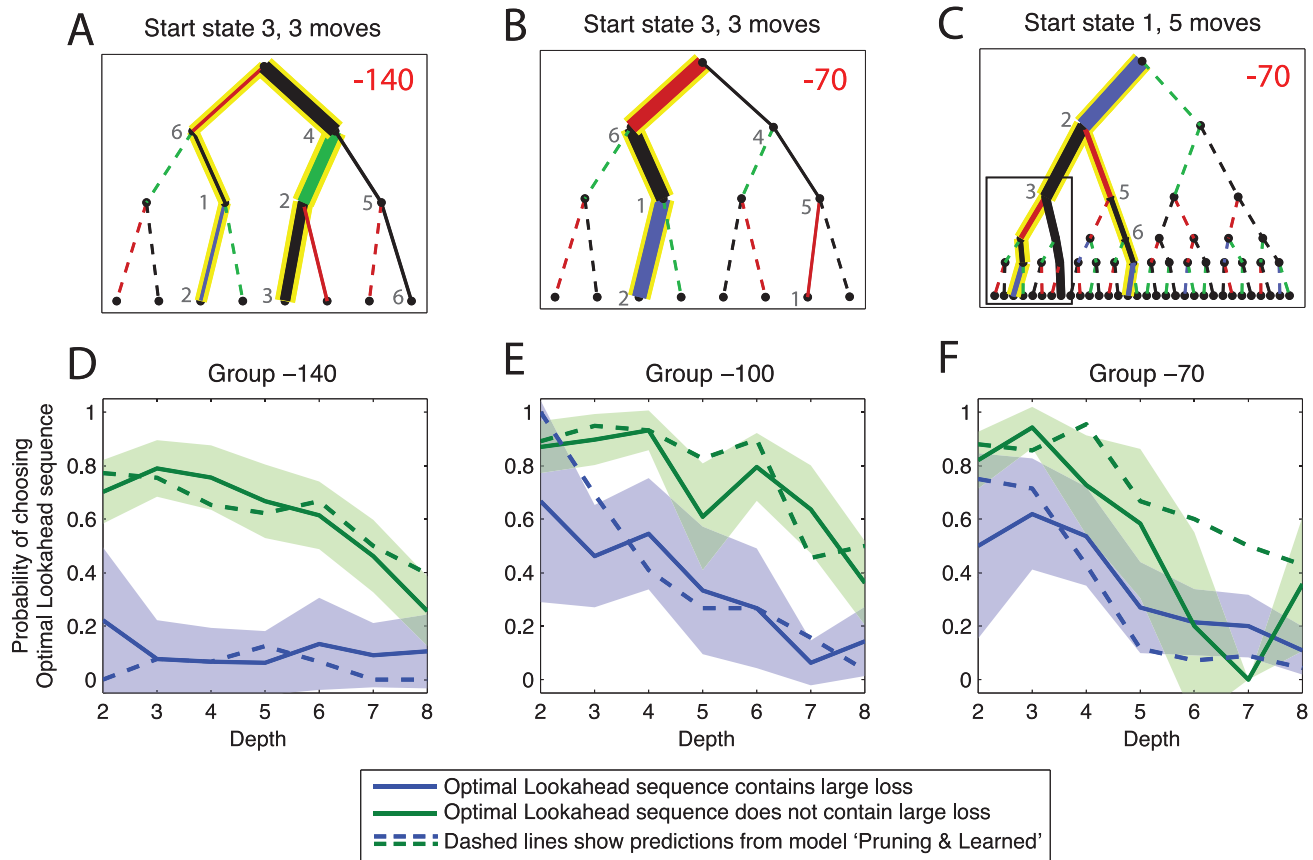 A
Start state 3, 3 moves
-140
6
4
1
2
5
2
3
6
B
Start state 3, 3 moves
-70
6
4
1
5
2
1
C
Start state 1, 5 moves
-70
2
3
5
6
D
Group −140
Probability of choosing
Optimal Lookahead sequence
1
0.8
0.6
0.4
0.2
0
2 3 4 5 6 7 8
Depth
E
Group −100
1
0.8
0.6
0.4
0.2
0
2 3 4 5 6 7 8
Depth
F
Group −70
1
0.8
0.6
0.4
0.2
0
2 3 4 5 6 7 8
Depth
Optimal Lookahead sequence contains large loss
Optimal Lookahead sequence does not contain large loss
Dashed lines show predictions from model ‘Pruning & Learned’